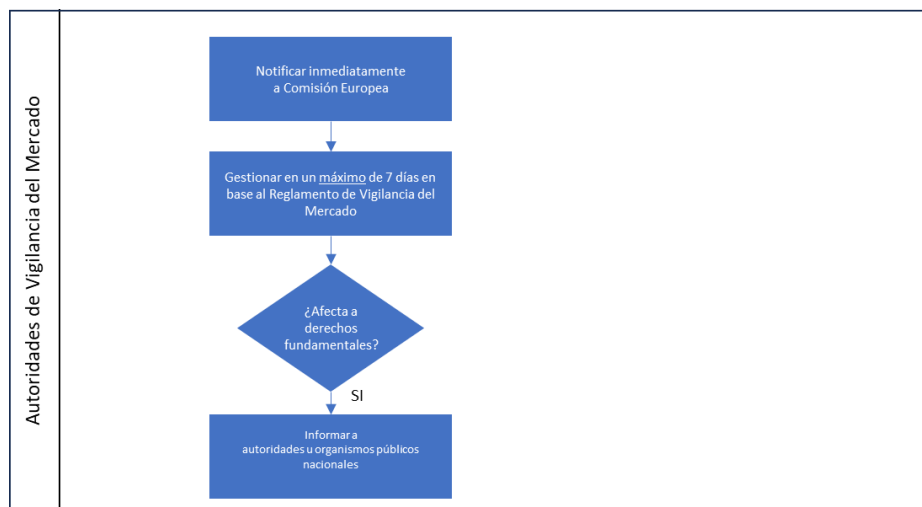 Autoridades de Vigilancia del Mercado
Notificar inmediatamente
a Comisión Europea
Gestionar en un máximo de 7 días en
base al Reglamento de Vigilancia del
Mercado
¿Afecta a
derechos
fundamentales?
SI
Informar a
autoridades u organismos públicos
nacionales